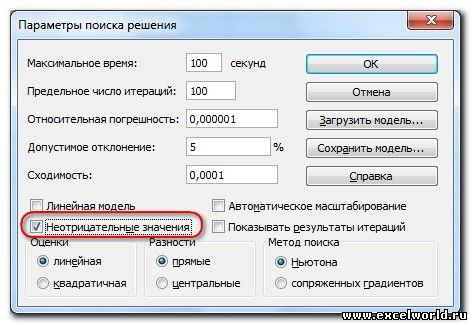 Параметры поиска решения
Максимальное время: 100 секунд OK
Предельное число итераций: 100 Отмена
Относительная погрешность: 0,000001 Загрузить модель...
Допустимое отклонение: 5 % Сохранить модель...
Сходимость: 0,0001 Справка
Линейная модель Автоматическое масштабирование
Неотрицательные значения Показывать результаты итераций
Оценки Разности Метод поиска
линейная прямые Ньютона
квадратичная центральные сопряженных градиентов
www.excelworld.ru